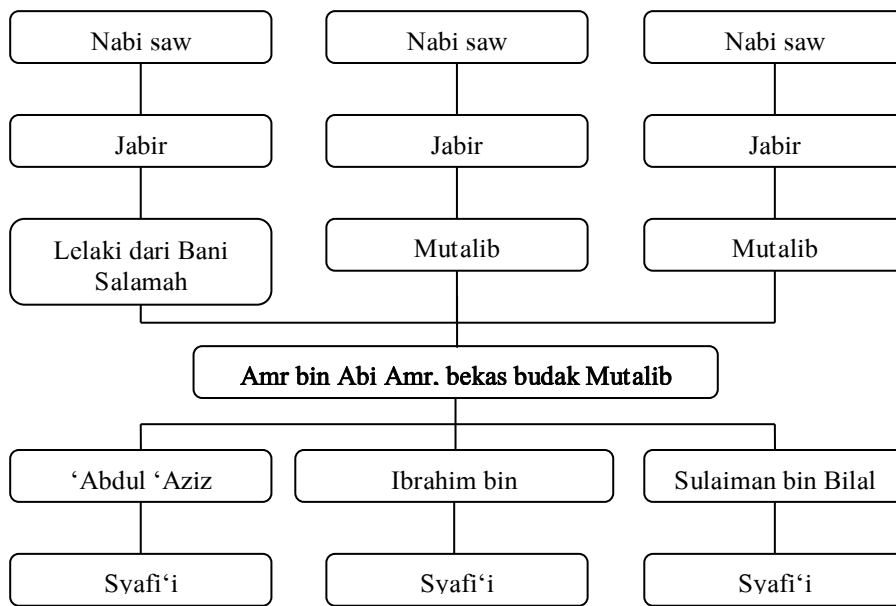 Nabi saw
Nabi saw
Nabi saw
Jabir
Jabir
Jabir
Lelaki dari Bani
Salamah
Mutalib
Mutalib
Amr bin Abi Amr. bekas budak Mutalib
‘Abdul ‘Aziz
Ibrahim bin
Sulaiman bin Bilal
Syafi‘i
Syafi‘i
Syafi‘i